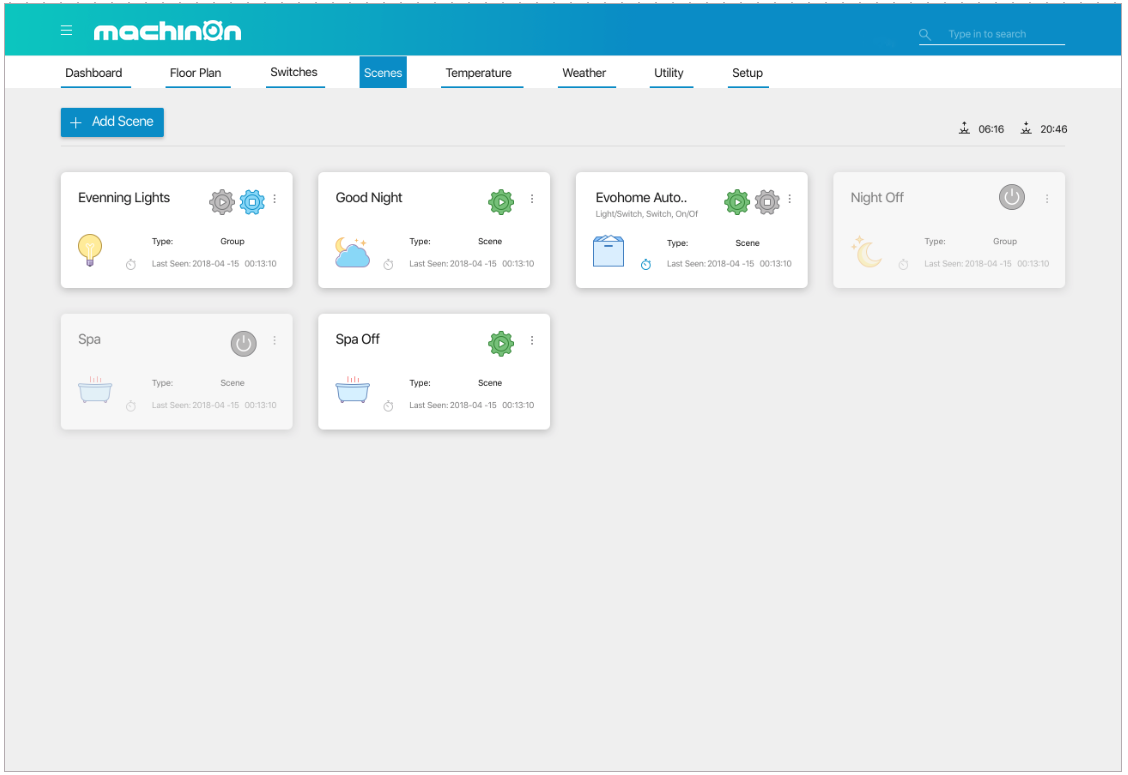 machinOn
Type in to search
Dashboard Floor Plan Switches Scenes Temperature Weather Utility Setup
+ Add Scene
06:16 20:46
Evenning Lights
Type: Group
Last Seen: 2018-04 -15 00:13:10
Good Night
Type: Scene
Last Seen: 2018-04 -15 00:13:10
Evohome Auto..
Light/Switch, Switch, On/Of
Type: Scene
Last Seen: 2018-04 -15 00:13:10
Night Off
Type: Group
Last Seen: 2018-04 -15 00:13:10
Spa
Type: Scene
Last Seen: 2018-04 -15 00:13:10
Spa Off
Type: Scene
Last Seen: 2018-04 -15 00:13:10